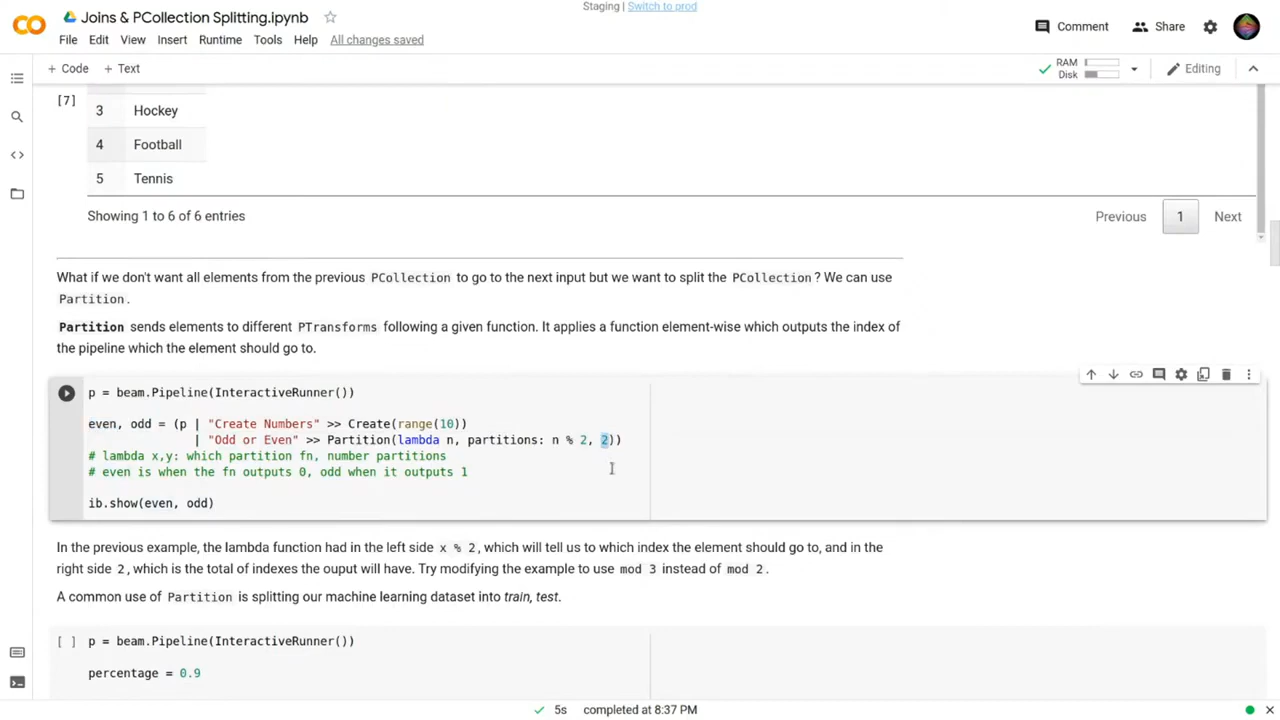 Staging | Switch to prod
Joins & PCollection Splitting.ipynb
File Edit View Insert Runtime Tools Help All changes saved
Comment Share
+ Code + Text
RAM
Disk
Editing
[7]
3 Hockey
4 Football
5 Tennis
Showing 1 to 6 of 6 entries
Previous 1 Next
What if we don't want all elements from the previous PCollection to go to the next input but we want to split the PCollection? We can use
Partition.
Partition sends elements to different PTransforms following a given function. It applies a function element-wise which outputs the index of
the pipeline which the element should go to.
p = beam.Pipeline(InteractiveRunner())
even, odd = (p | "Create Numbers" >> Create(range(10))
| "Odd or Even" >> Partition(lambda n, partitions: n % 2, 2))
# lambda x,y: which partition fn, number partitions
# even is when the fn outputs 0, odd when it outputs 1
ib.show(even, odd)
In the previous example, the lambda function had in the left side x % 2, which will tell us to which index the element should go to, and in the
right side 2, which is the total of indexes the ouput will have. Try modifying the example to use mod 3 instead of mod 2.
A common use of Partition is splitting our machine learning dataset into train, test.
[ ] p = beam.Pipeline(InteractiveRunner())
percentage = 0.9
5s completed at 8:37 PM